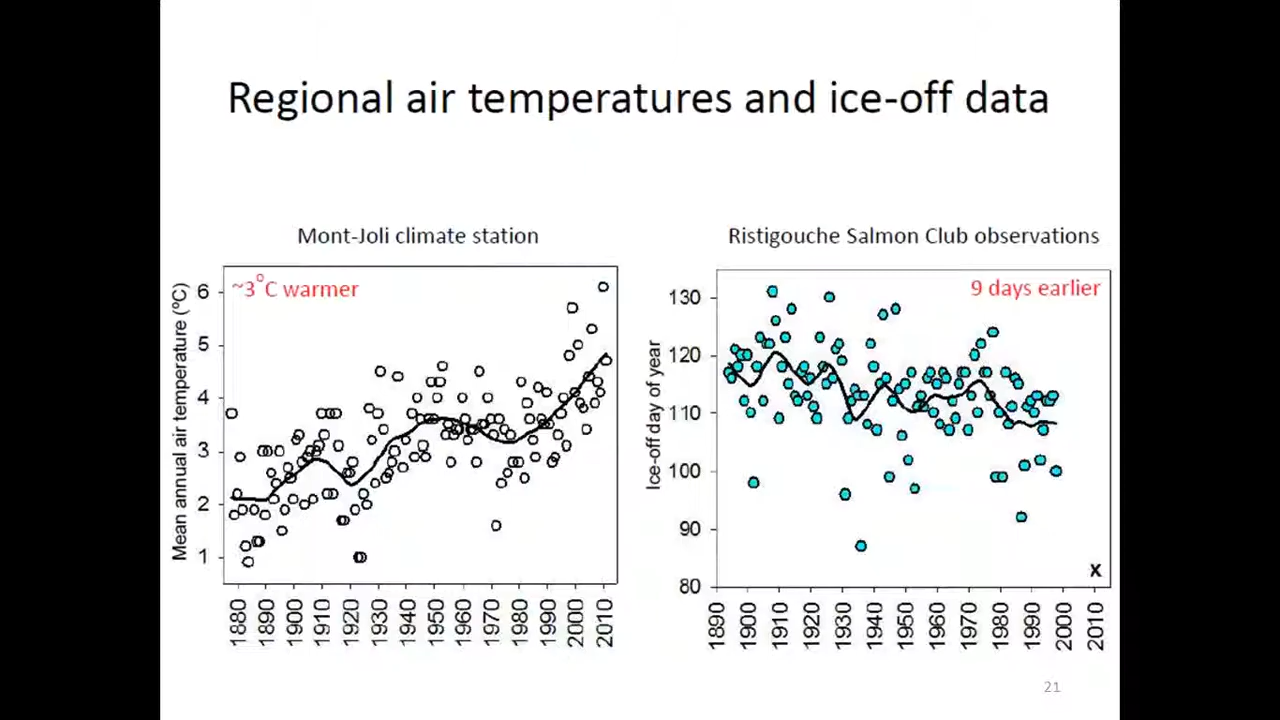 Regional air temperatures and ice-off data
Mont-Joli climate station
~3°C warmer
Mean annual air temperature (ºC)
6
5
4
3
2
1
1880 1890 1900 1910 1920 1930 1940 1950 1960 1970 1980 1990 2000 2010
Ristigouche Salmon Club observations
9 days earlier
Ice-off day of year
130
120
110
100
90
80
x
1890 1900 1910 1920 1930 1940 1950 1960 1970 1980 1990 2000 2010
21